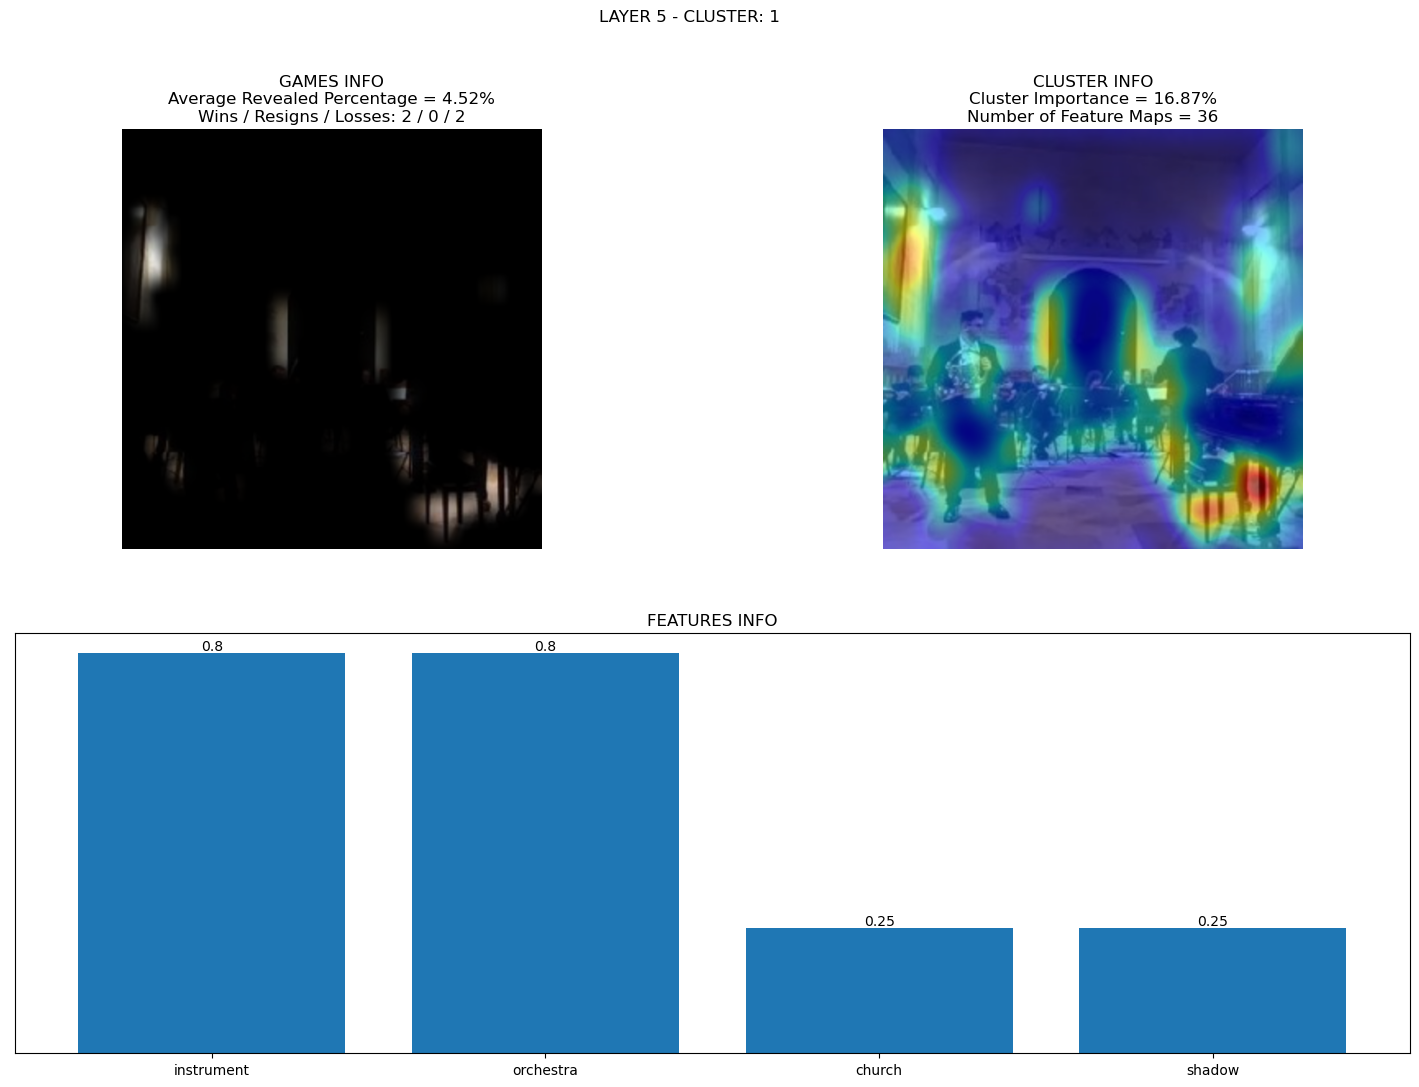 LAYER 5 - CLUSTER: 1
GAMES INFO
Average Revealed Percentage = 4.52%
Wins / Resigns / Losses: 2 / 0 / 2
CLUSTER INFO
Cluster Importance = 16.87%
Number of Feature Maps = 36
FEATURES INFO
0.8
0.8
0.25
0.25
instrument
orchestra
church
shadow